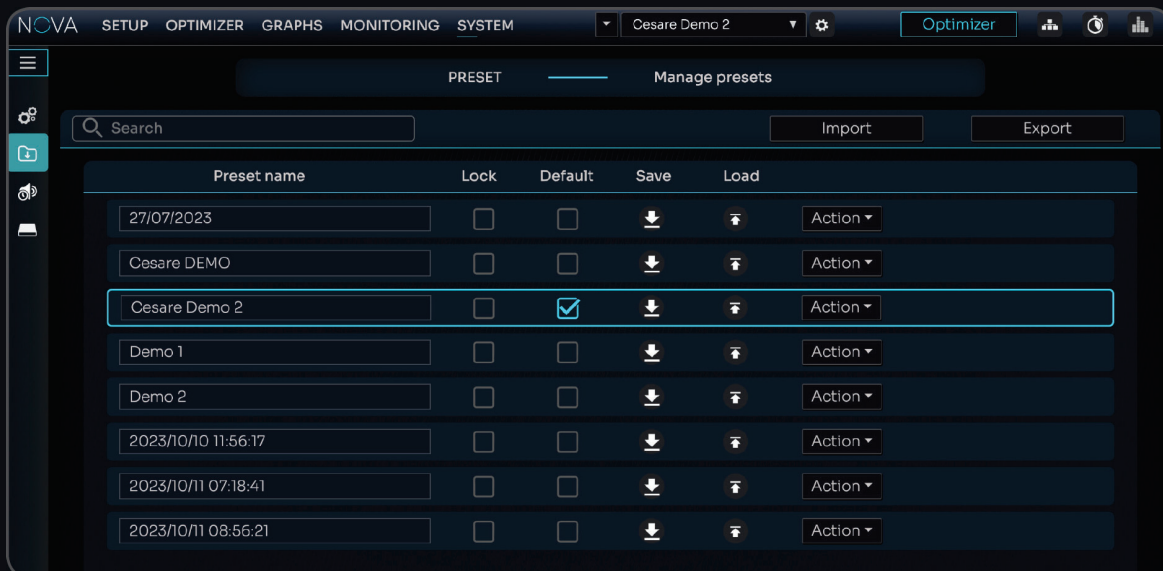 NOVA SETUP OPTIMIZER GRAPHS MONITORING SYSTEM Cesare Demo 2 Optimizer
PRESET Manage presets
Search Import Export
Preset name Lock Default Save Load
27/07/2023 Action
Cesare DEMO Action
Cesare Demo 2 Action
Demo 1 Action
Demo 2 Action
2023/10/10 11:56:17 Action
2023/10/11 07:18:41 Action
2023/10/11 08:56:21 Action